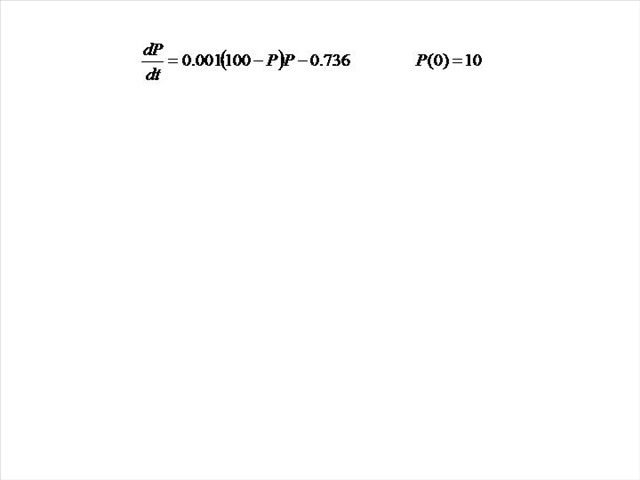 dP/dt = 0.001(100 − P)P − 0.736 P(0) = 10